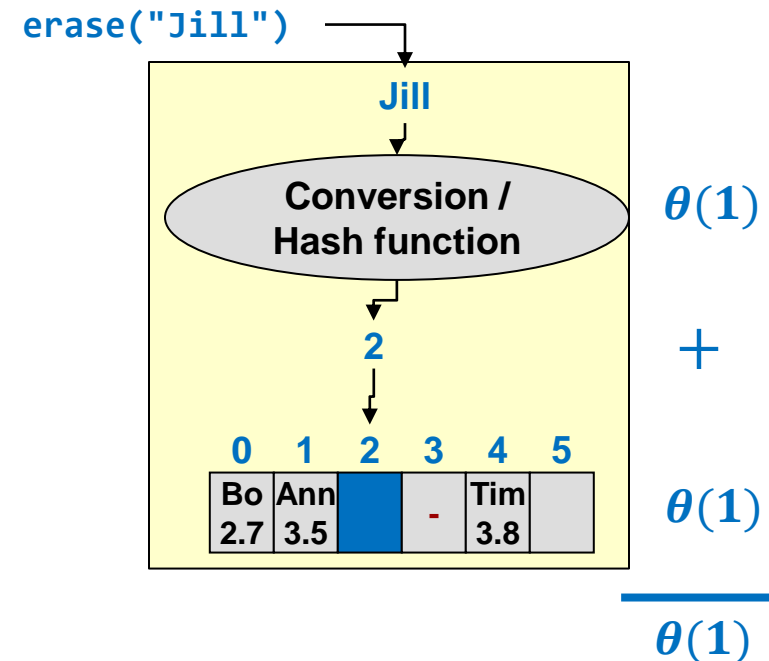 erase("Jill")
Jill
Conversion /
Hash function
θ(1)
2
+
0 1 2 3 4 5
Bo Ann - Tim
2.7 3.5 3.8
θ(1)
θ(1)